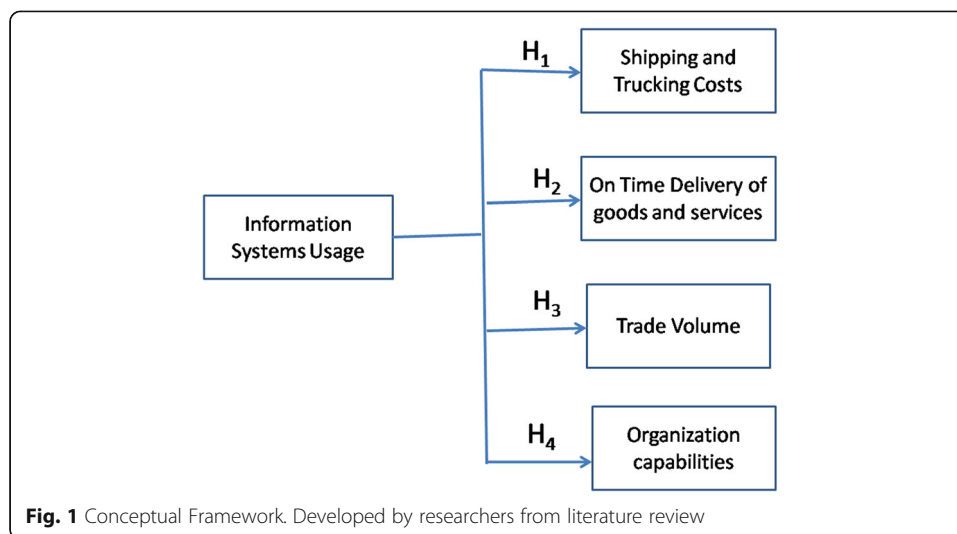 H1
Shipping and
Trucking Costs
H2
On Time Delivery of
goods and services
Information
Systems Usage
H3
Trade Volume
H4
Organization
capabilities
Fig. 1 Conceptual Framework. Developed by researchers from literature review